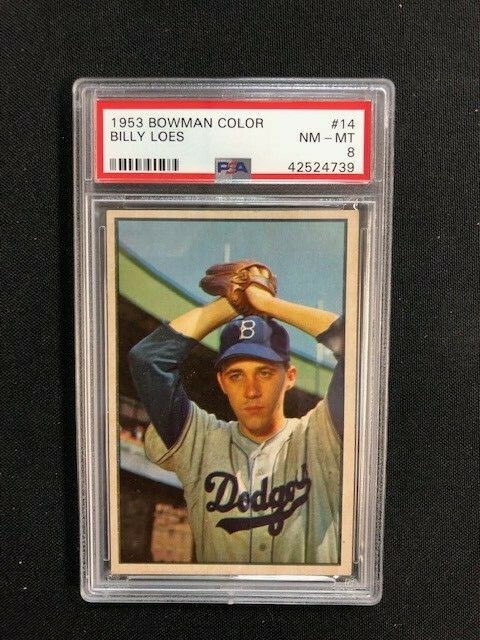 1953 BOWMAN COLOR #14
BILLY LOES NM - MT
8
PSA 42524739
B
Dodgers